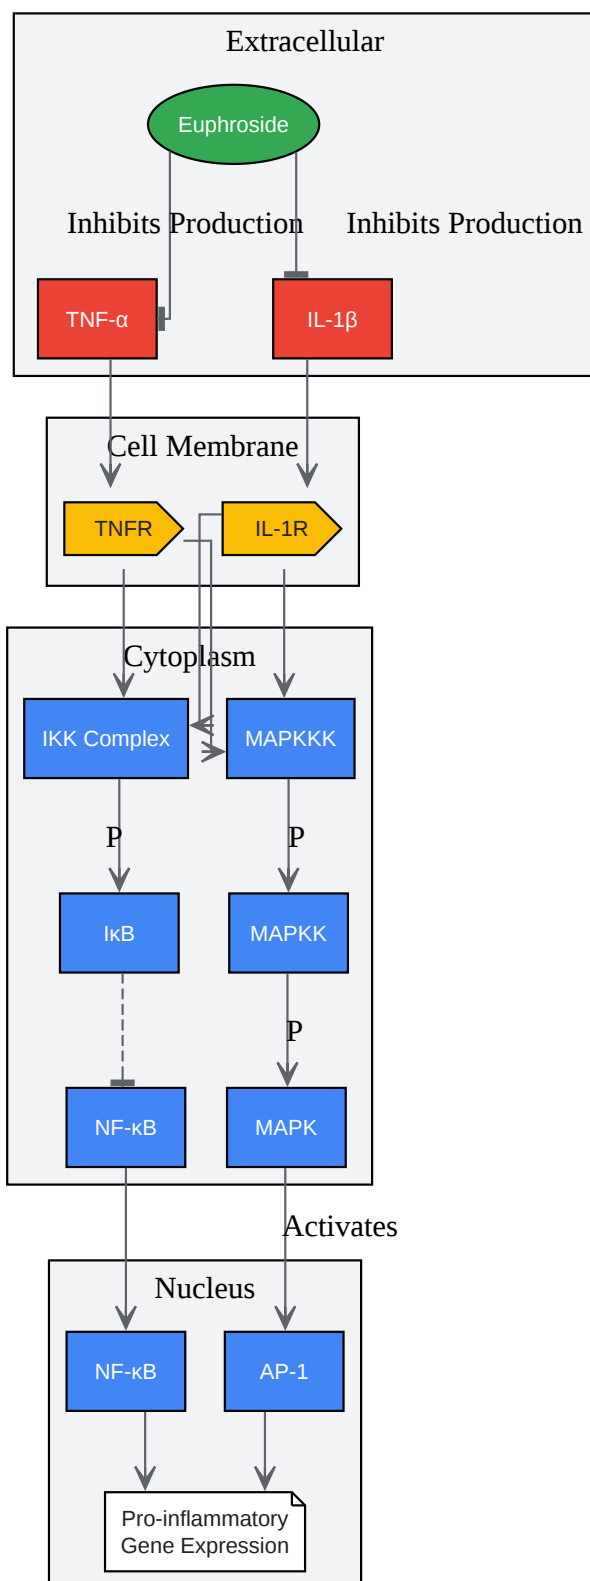 Extracellular
Euphroside
Inhibits Production
Inhibits Production
TNF-α
IL-1β
Cell Membrane
TNFR
IL-1R
Cytoplasm
IKK Complex
MAPKKK
P
P
IκB
MAPKK
P
NF-κB
MAPK
Activates
Nucleus
NF-κB
AP-1
Pro-inflammatory
Gene Expression